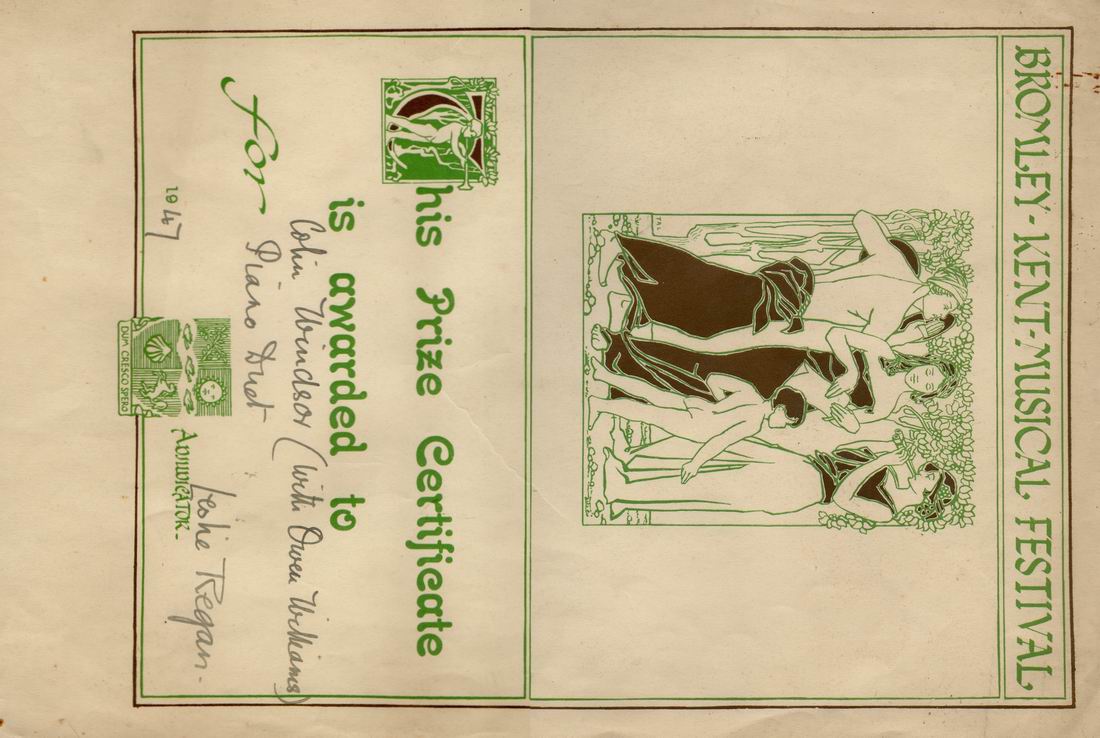 BROMLEY-KENT-MUSICAL FESTIVAL
This Prize Certificate
is awarded to
Colin Windsor (with Owen Williams)
for Piano Duet
Leslie Regan.
ADJUDICATOR.
1947
DUM CRESCO SPERO